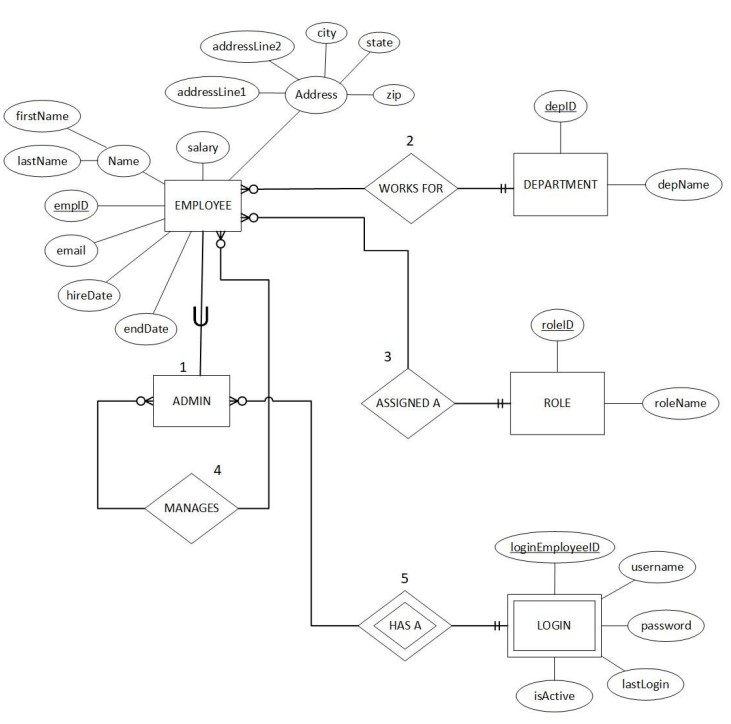 city
addressLine2
state
addressLine1
Address
zip
firstName
depID
salary
2
lastName
Name
WORKS FOR
DEPARTMENT
depName
empID
EMPLOYEE
email
hireDate
endDate
roleID
3
1
ADMIN
ASSIGNED A
ROLE
roleName
4
MANAGES
loginEmployeeID
username
5
HAS A
LOGIN
password
lastLogin
isActive